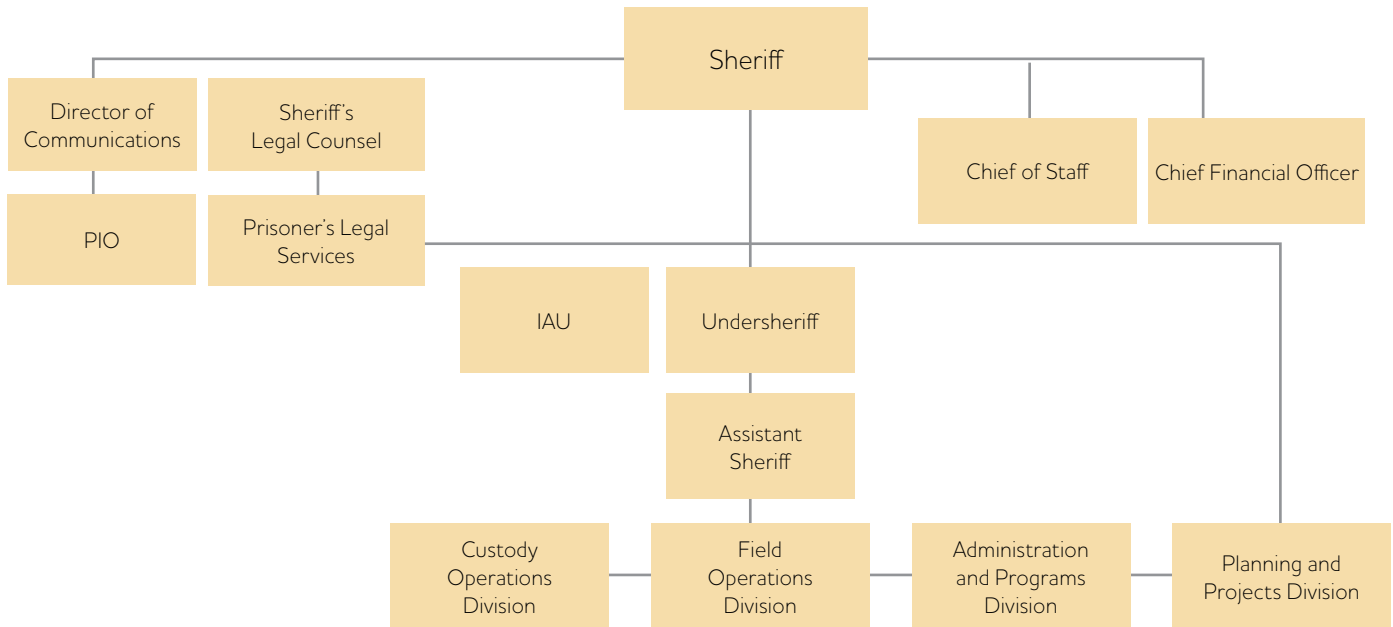 Sheriff
Director of
Communications
Sheriff’s
Legal Counsel
Chief of Staff
Chief Financial Officer
PIO
Prisoner’s Legal
Services
IAU
Undersheriff
Assistant
Sheriff
Custody
Operations
Division
Field
Operations
Division
Administration
and Programs
Division
Planning and
Projects Division